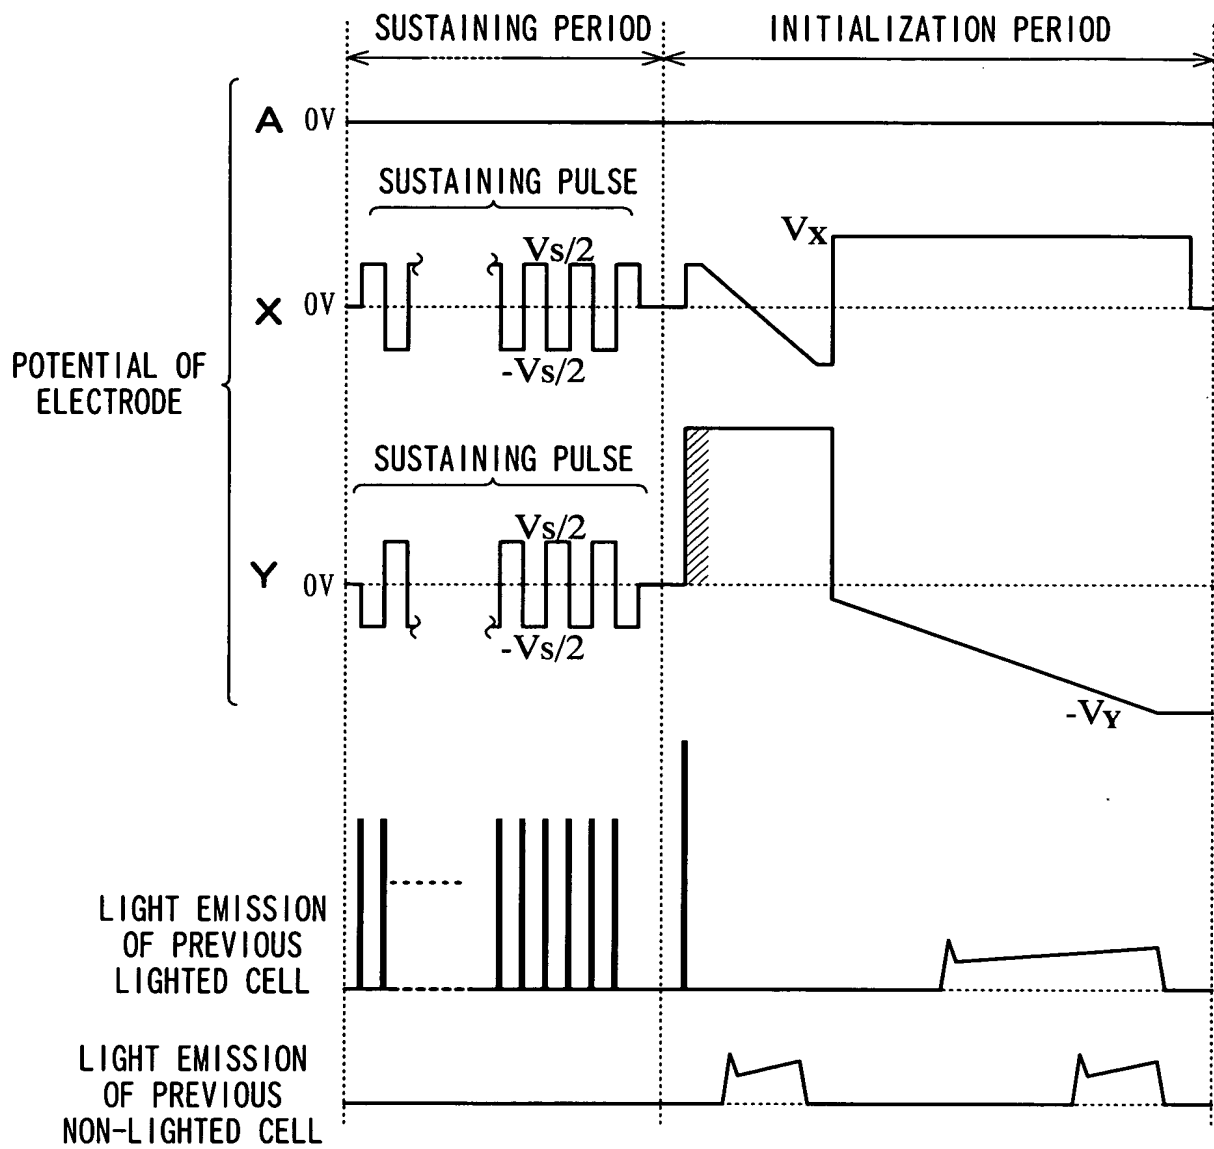 SUSTAINING PERIOD
INITIALIZATION PERIOD
A 0V
SUSTAINING PULSE
Vs/2
VX
X 0V
-Vs/2
POTENTIAL OF
ELECTRODE
SUSTAINING PULSE
Vs/2
Y 0V
-Vs/2
-VY
LIGHT EMISSION
OF PREVIOUS
LIGHTED CELL
LIGHT EMISSION
OF PREVIOUS
NON-LIGHTED CELL